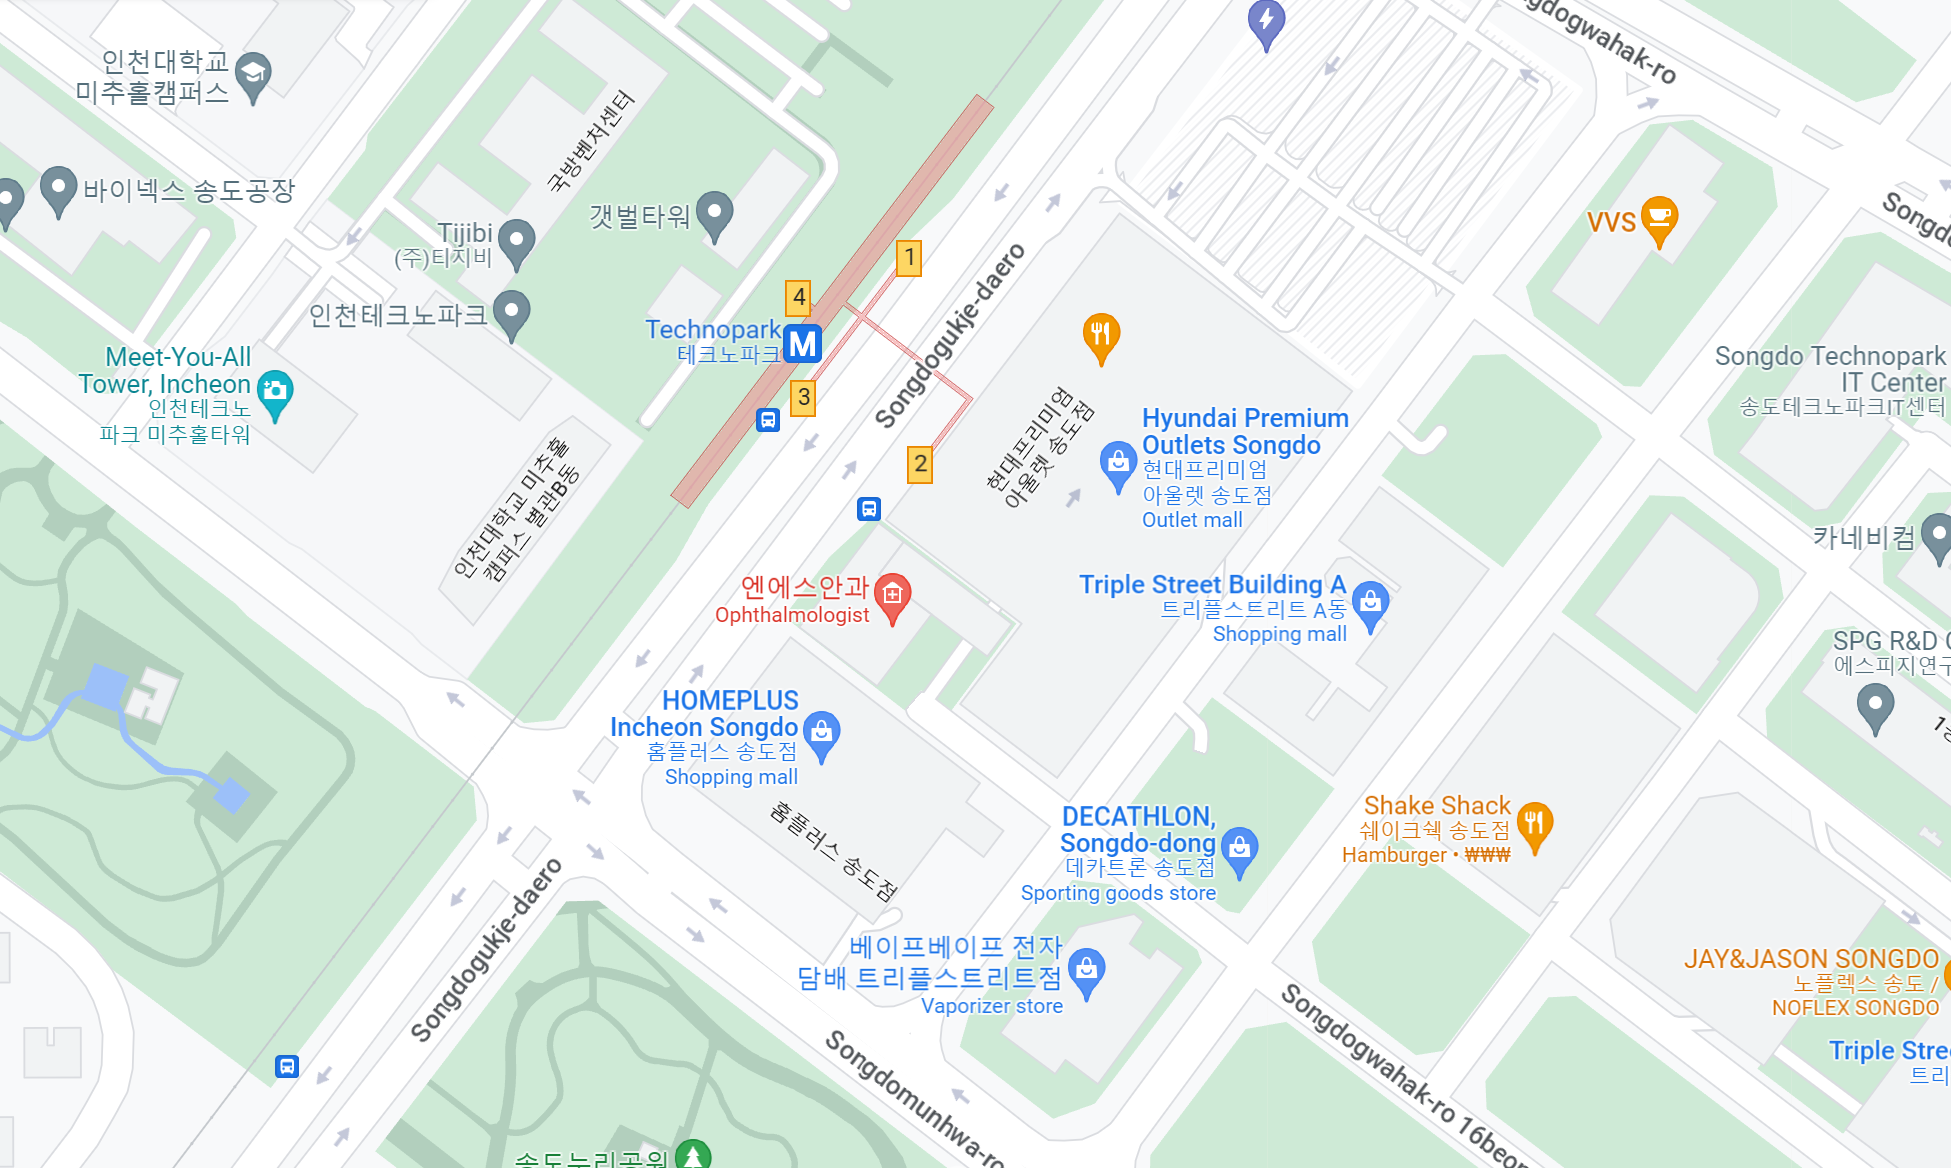 gdogwahak-ro
인천대학교
미추홀캠퍼스
국방벤처센터
바이넥스 송도공장
갯벌타워
Tijibi
(주)티지비
VVS
Songdo
1
4
인천테크노파크
Technopark
테크노파크
M
3
2
Songdogukje-daero
Meet-You-All
Tower, Incheon
인천테크노
파크 미추홀타워
Songdo Technopark
IT Center
송도테크노파크IT센터
현대프리미엄
아울렛 송도점
Hyundai Premium
Outlets Songdo
현대프리미엄
아울렛 송도점
Outlet mall
인천대학교 미추홀
캠퍼스 별관B동
카네비컴
엔에스안과
Ophthalmologist
Triple Street Building A
트리플스트리트 A동
Shopping mall
SPG R&D C
에스피지연구
HOMEPLUS
Incheon Songdo
홈플러스 송도점
Shopping mall
홈플러스 송도점
DECATHLON,
Songdo-dong
데카트론 송도점
Sporting goods store
Shake Shack
쉐이크쉑 송도점
Hamburger • ₩₩₩
Songdogukje-daero
베이프베이프 전자
담배 트리플스트리트점
Vaporizer store
JAY&JASON SONGDO
노플렉스 송도 /
NOFLEX SONGDO
Songdomunhwa-ro
Songdogwahak-ro 16beon
Triple Stree
트리
송도누리공원